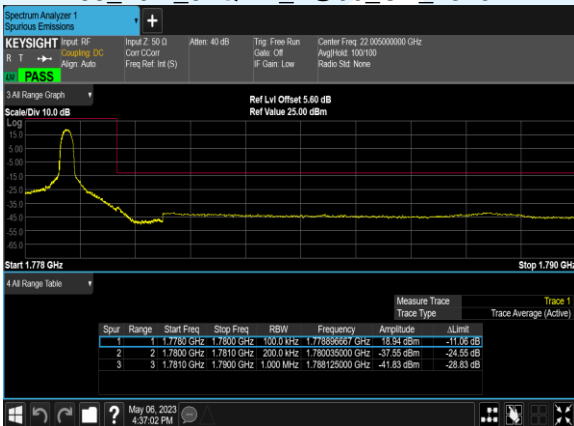 Spectrum Analyzer 1
Spurious Emissions
KEYSIGHT Input: RF Input Z: 50 Ω Atten: 40 dB Trig: Free Run Center Freq: 22.005000000 GHz
R T Coupling: DC Corr CCorr Gate: Off Avg|Hold: 100/100
Align: Auto Freq Ref: Int (S) IF Gain: Low Radio Std: None
PASS
3 All Range Graph
Ref Lvl Offset 5.60 dB
Scale/Div 10.0 dB Ref Value 25.00 dBm
Log
15.0
5.00
-5.00
-15.0
-25.0
-35.0
-45.0
-55.0
-65.0
Start 1.778 GHz Stop 1.790 GHz
4 All Range Table
Measure Trace Trace 1
Trace Type Trace Average (Active)
Spur Range Start Freq Stop Freq RBW Frequency Amplitude ΔLimit
1 1 1.7780 GHz 1.7800 GHz 100.0 kHz 1.778896667 GHz 18.94 dBm -11.06 dB
2 2 1.7800 GHz 1.7810 GHz 200.0 kHz 1.780035000 GHz -37.55 dBm -24.55 dB
3 3 1.7810 GHz 1.7900 GHz 1.000 MHz 1.788125000 GHz -41.83 dBm -28.83 dB
May 06, 2023
4:37:02 PM